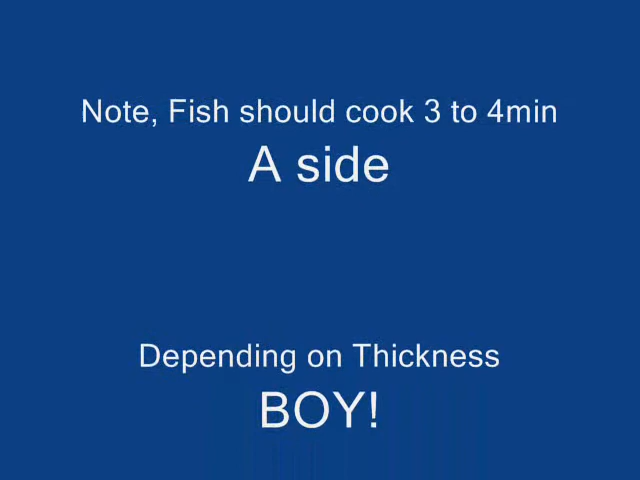 Note, Fish should cook 3 to 4min
A side
Depending on Thickness
BOY!